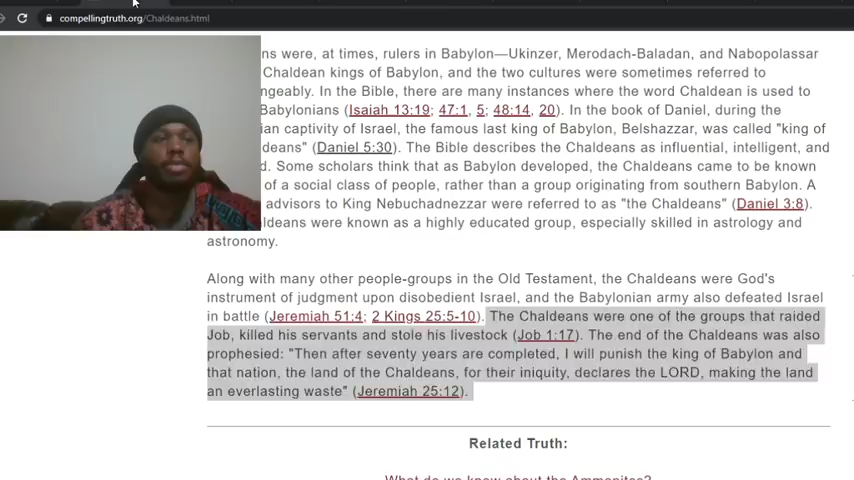 compellingtruth.org/Chaldeans.html
ns were, at times, rulers in Babylon—Ukinzer, Merodach-Baladan, and Nabopolassar
Chaldean kings of Babylon, and the two cultures were sometimes referred to
ngeably. In the Bible, there are many instances where the word Chaldean is used to
Babylonians (Isaiah 13:19; 47:1, 5; 48:14, 20). In the book of Daniel, during the
ian captivity of Israel, the famous last king of Babylon, Belshazzar, was called "king of
deans" (Daniel 5:30). The Bible describes the Chaldeans as influential, intelligent, and
d. Some scholars think that as Babylon developed, the Chaldeans came to be known
of a social class of people, rather than a group originating from southern Babylon. A
advisors to King Nebuchadnezzar were referred to as "the Chaldeans" (Daniel 3:8).
ldeans were known as a highly educated group, especially skilled in astrology and
astronomy.
Along with many other people-groups in the Old Testament, the Chaldeans were God's
instrument of judgment upon disobedient Israel, and the Babylonian army also defeated Israel
in battle (Jeremiah 51:4; 2 Kings 25:5-10). The Chaldeans were one of the groups that raided
Job, killed his servants and stole his livestock (Job 1:17). The end of the Chaldeans was also
prophesied: "Then after seventy years are completed, I will punish the king of Babylon and
that nation, the land of the Chaldeans, for their iniquity, declares the LORD, making the land
an everlasting waste" (Jeremiah 25:12).
Related Truth:
What do we know about the Ammonites?